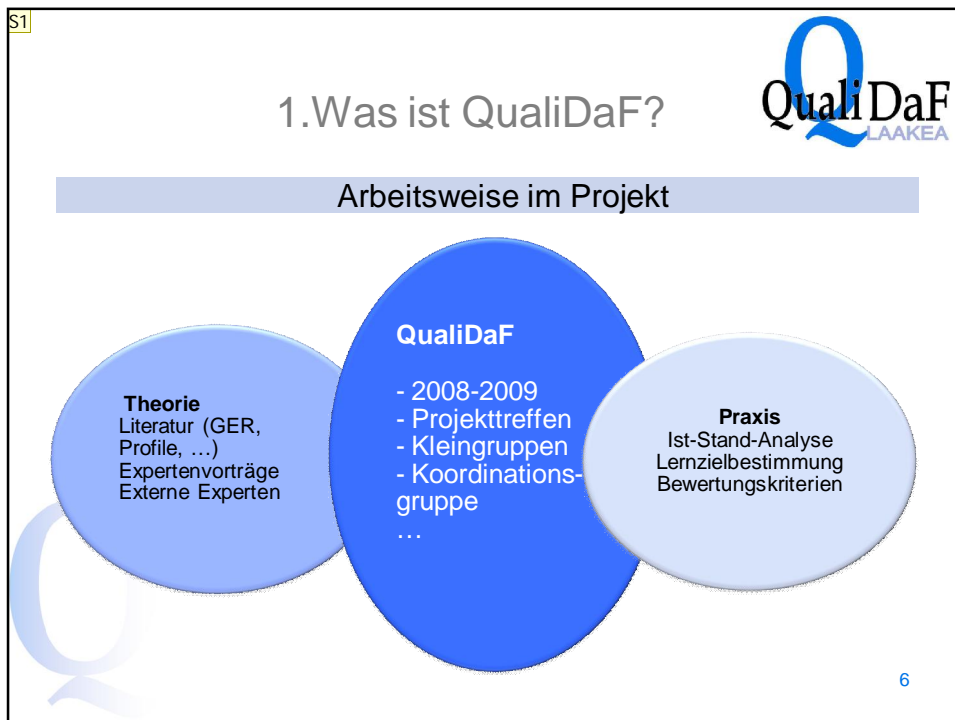 S1
1.Was ist QualiDaF?
QualiDaF
LAAKEA
Arbeitsweise im Projekt
Theorie
Literatur (GER,
Profile, …)
Expertenvorträge
Externe Experten
QualiDaF
- 2008-2009
- Projekttreffen
- Kleingruppen
- Koordinations-
gruppe
…
Praxis
Ist-Stand-Analyse
Lernzielbestimmung
Bewertungskriterien
Q
6